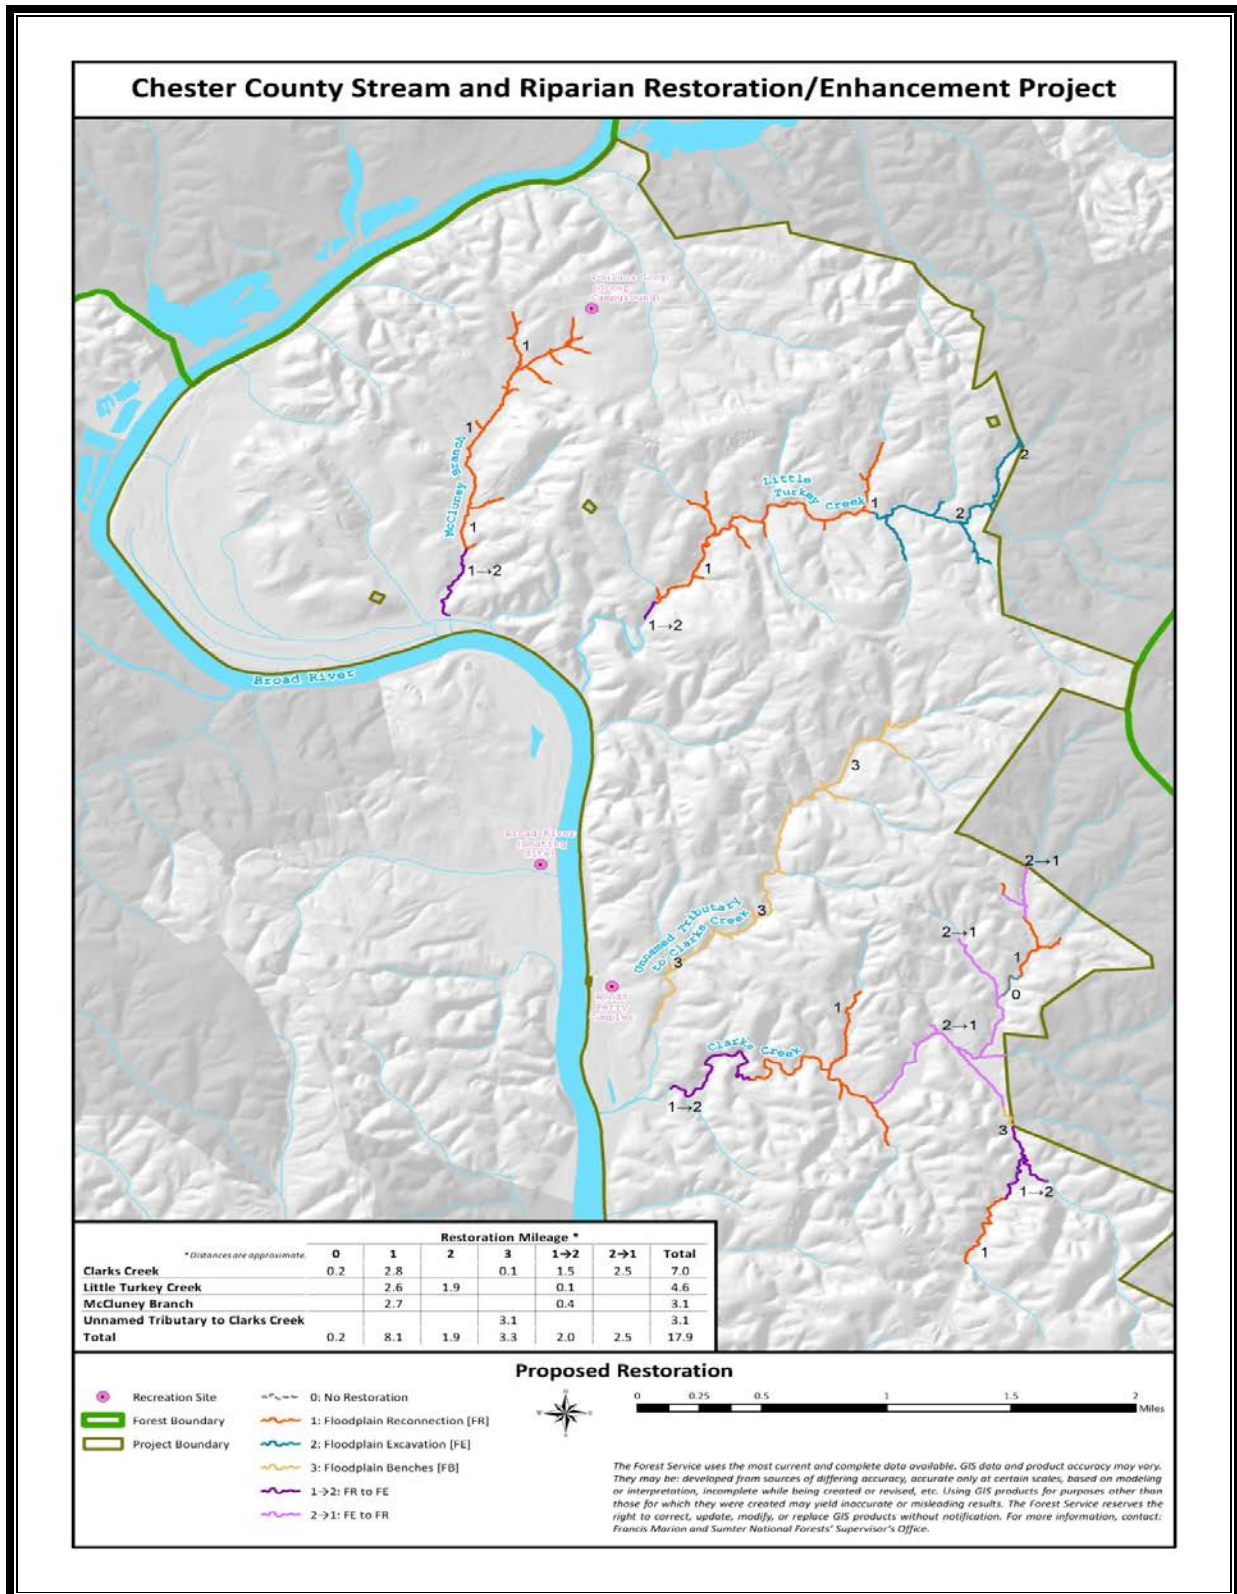 Chester County Stream and Riparian Restoration/Enhancement Project
Campground)
1
1
McCluney Branch
1
1→2
Little
Turkey Creek
1
2
2
1
1→2
Broad River
3
Broad River
(Boating
Site)
2→1
3
Unnamed Tributary
to Clarks Creek
3
2→1
1
0
Woods
Ferry
Complex
1
2→1
Clarks Creek
1→2
3
1→2
1
Restoration Mileage *
*Distances are approximate. 0 1 2 3 1→2 2→1 Total
Clarks Creek 0.2 2.8 0.1 1.5 2.5 7.0
Little Turkey Creek 2.6 1.9 0.1 4.6
McCluney Branch 2.7 0.4 3.1
Unnamed Tributary to Clarks Creek 3.1 3.1
Total 0.2 8.1 1.9 3.3 2.0 2.5 17.9
Proposed Restoration
Recreation Site
Forest Boundary
Project Boundary
0: No Restoration
1: Floodplain Reconnection [FR]
2: Floodplain Excavation [FE]
3: Floodplain Benches [FB]
1→2: FR to FE
2→1: FE to FR
N
W E
S
0 0.25 0.5 1 1.5 2
Miles
The Forest Service uses the most current and complete data available. GIS data and product accuracy may vary.
They may be: developed from sources of differing accuracy, accurate only at certain scales, based on modeling
or interpretation, incomplete while being created or revised, etc. Using GIS products for purposes other than
those for which they were created may yield inaccurate or misleading results. The Forest Service reserves the
right to correct, update, modify, or replace GIS products without notification. For more information, contact:
Francis Marion and Sumter National Forests' Supervisor's Office.